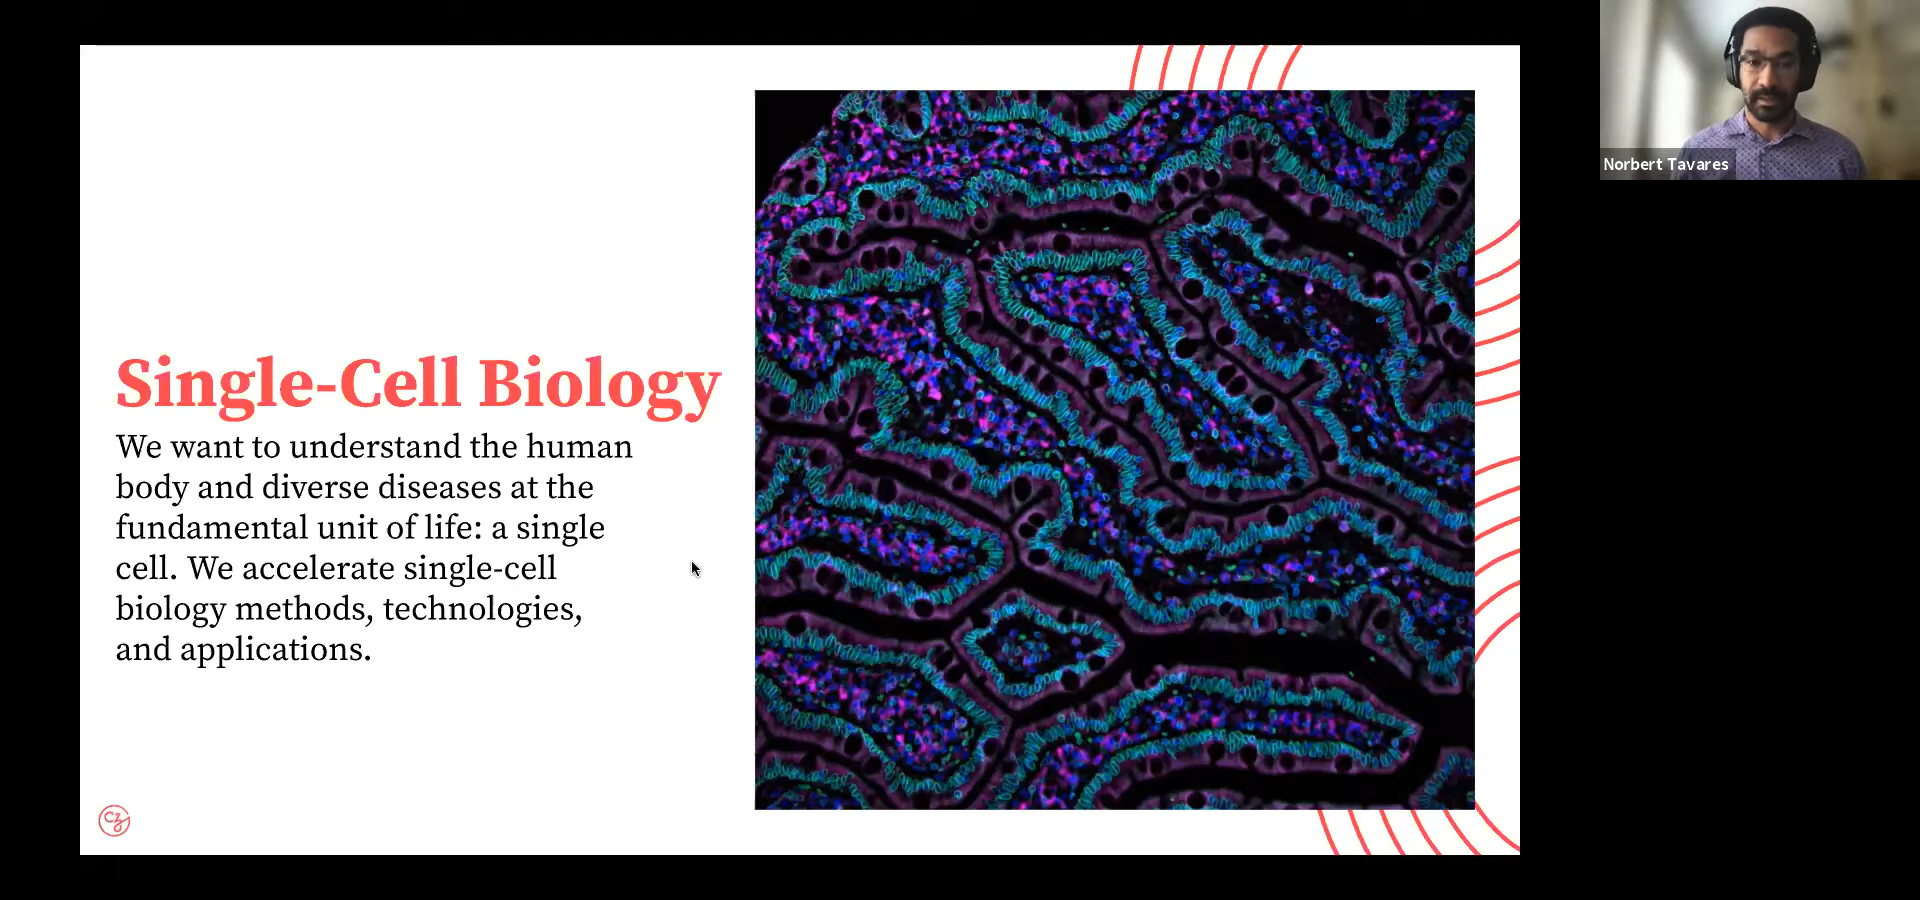 Single-Cell Biology
We want to understand the human
body and diverse diseases at the
fundamental unit of life: a single
cell. We accelerate single-cell
biology methods, technologies,
and applications.
cz
Norbert Tavares